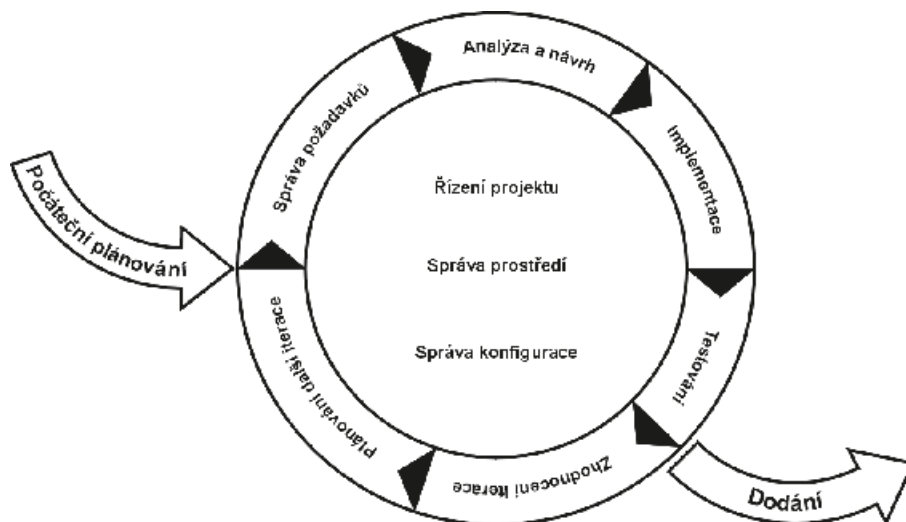 Počáteční plánování
Správa požadavků
Analýza a návrh
Implementace
Testování
Dodání
Zhodnocení iterace
Plánování další iterace
Řízení projektu
Správa prostředí
Správa konfigurace